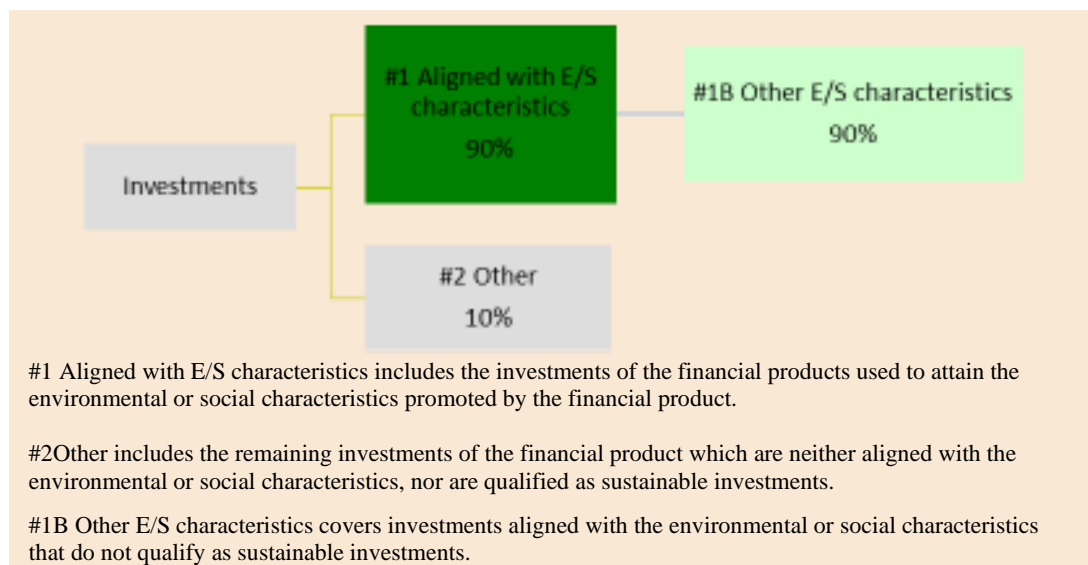 #1 Aligned with E/S
characteristics
90%
#1B Other E/S characteristics
90%
Investments
#2 Other
10%
#1 Aligned with E/S characteristics includes the investments of the financial products used to attain the
environmental or social characteristics promoted by the financial product.
#2Other includes the remaining investments of the financial product which are neither aligned with the
environmental or social characteristics, nor are qualified as sustainable investments.
#1B Other E/S characteristics covers investments aligned with the environmental or social characteristics
that do not qualify as sustainable investments.